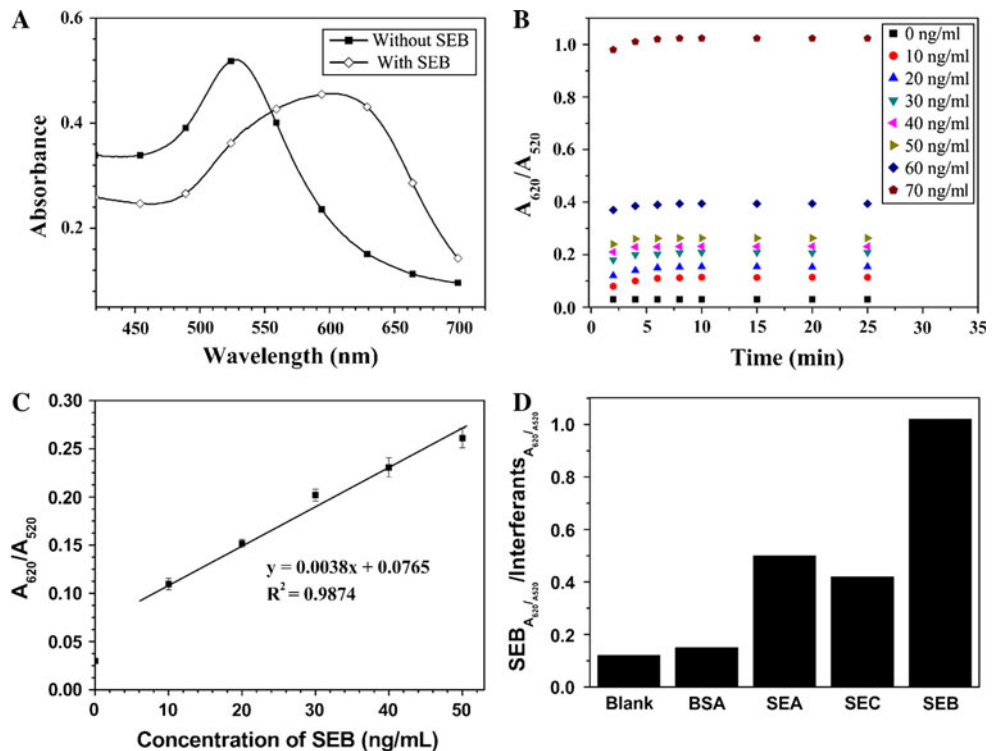 A
0.6
0.4
0.2
Absorbance
Without SEB
With SEB
450 500 550 600 650 700
Wavelength (nm)
B
1.0
0.8
0.6
0.4
0.2
0.0
A620/A520
0 ng/ml
10 ng/ml
20 ng/ml
30 ng/ml
40 ng/ml
50 ng/ml
60 ng/ml
70 ng/ml
0 5 10 15 20 25 30 35
Time (min)
C
0.30
0.25
0.20
0.15
0.10
0.05
0.00
A620/A520
y = 0.0038x + 0.0765
R2 = 0.9874
0 10 20 30 40 50
Concentration of SEB (ng/mL)
D
1.0
0.8
0.6
0.4
0.2
0.0
SEB A620/A520 /Interferants A620/A520
Blank BSA SEA SEC SEB